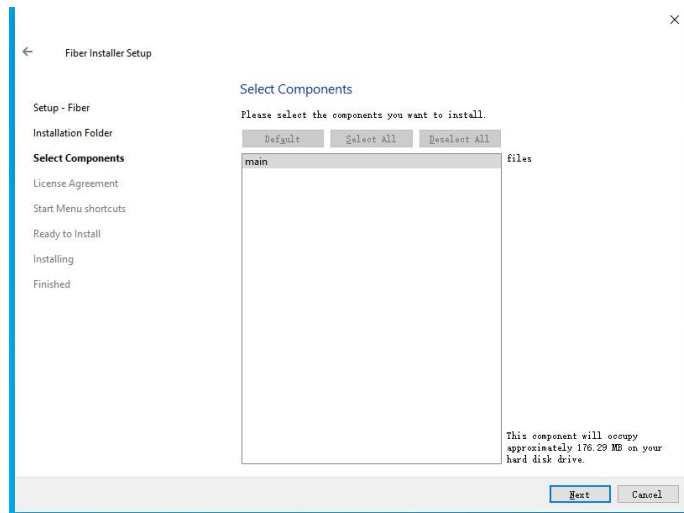 Fiber Installer Setup
Setup - Fiber
Installation Folder
Select Components
License Agreement
Start Menu shortcuts
Ready to Install
Installing
Finished
Select Components
Please select the components you want to install.
Default Select All Deselect All
main
files
This component will occupy
approximately 176.29 MB on your
hard disk drive.
Next Cancel